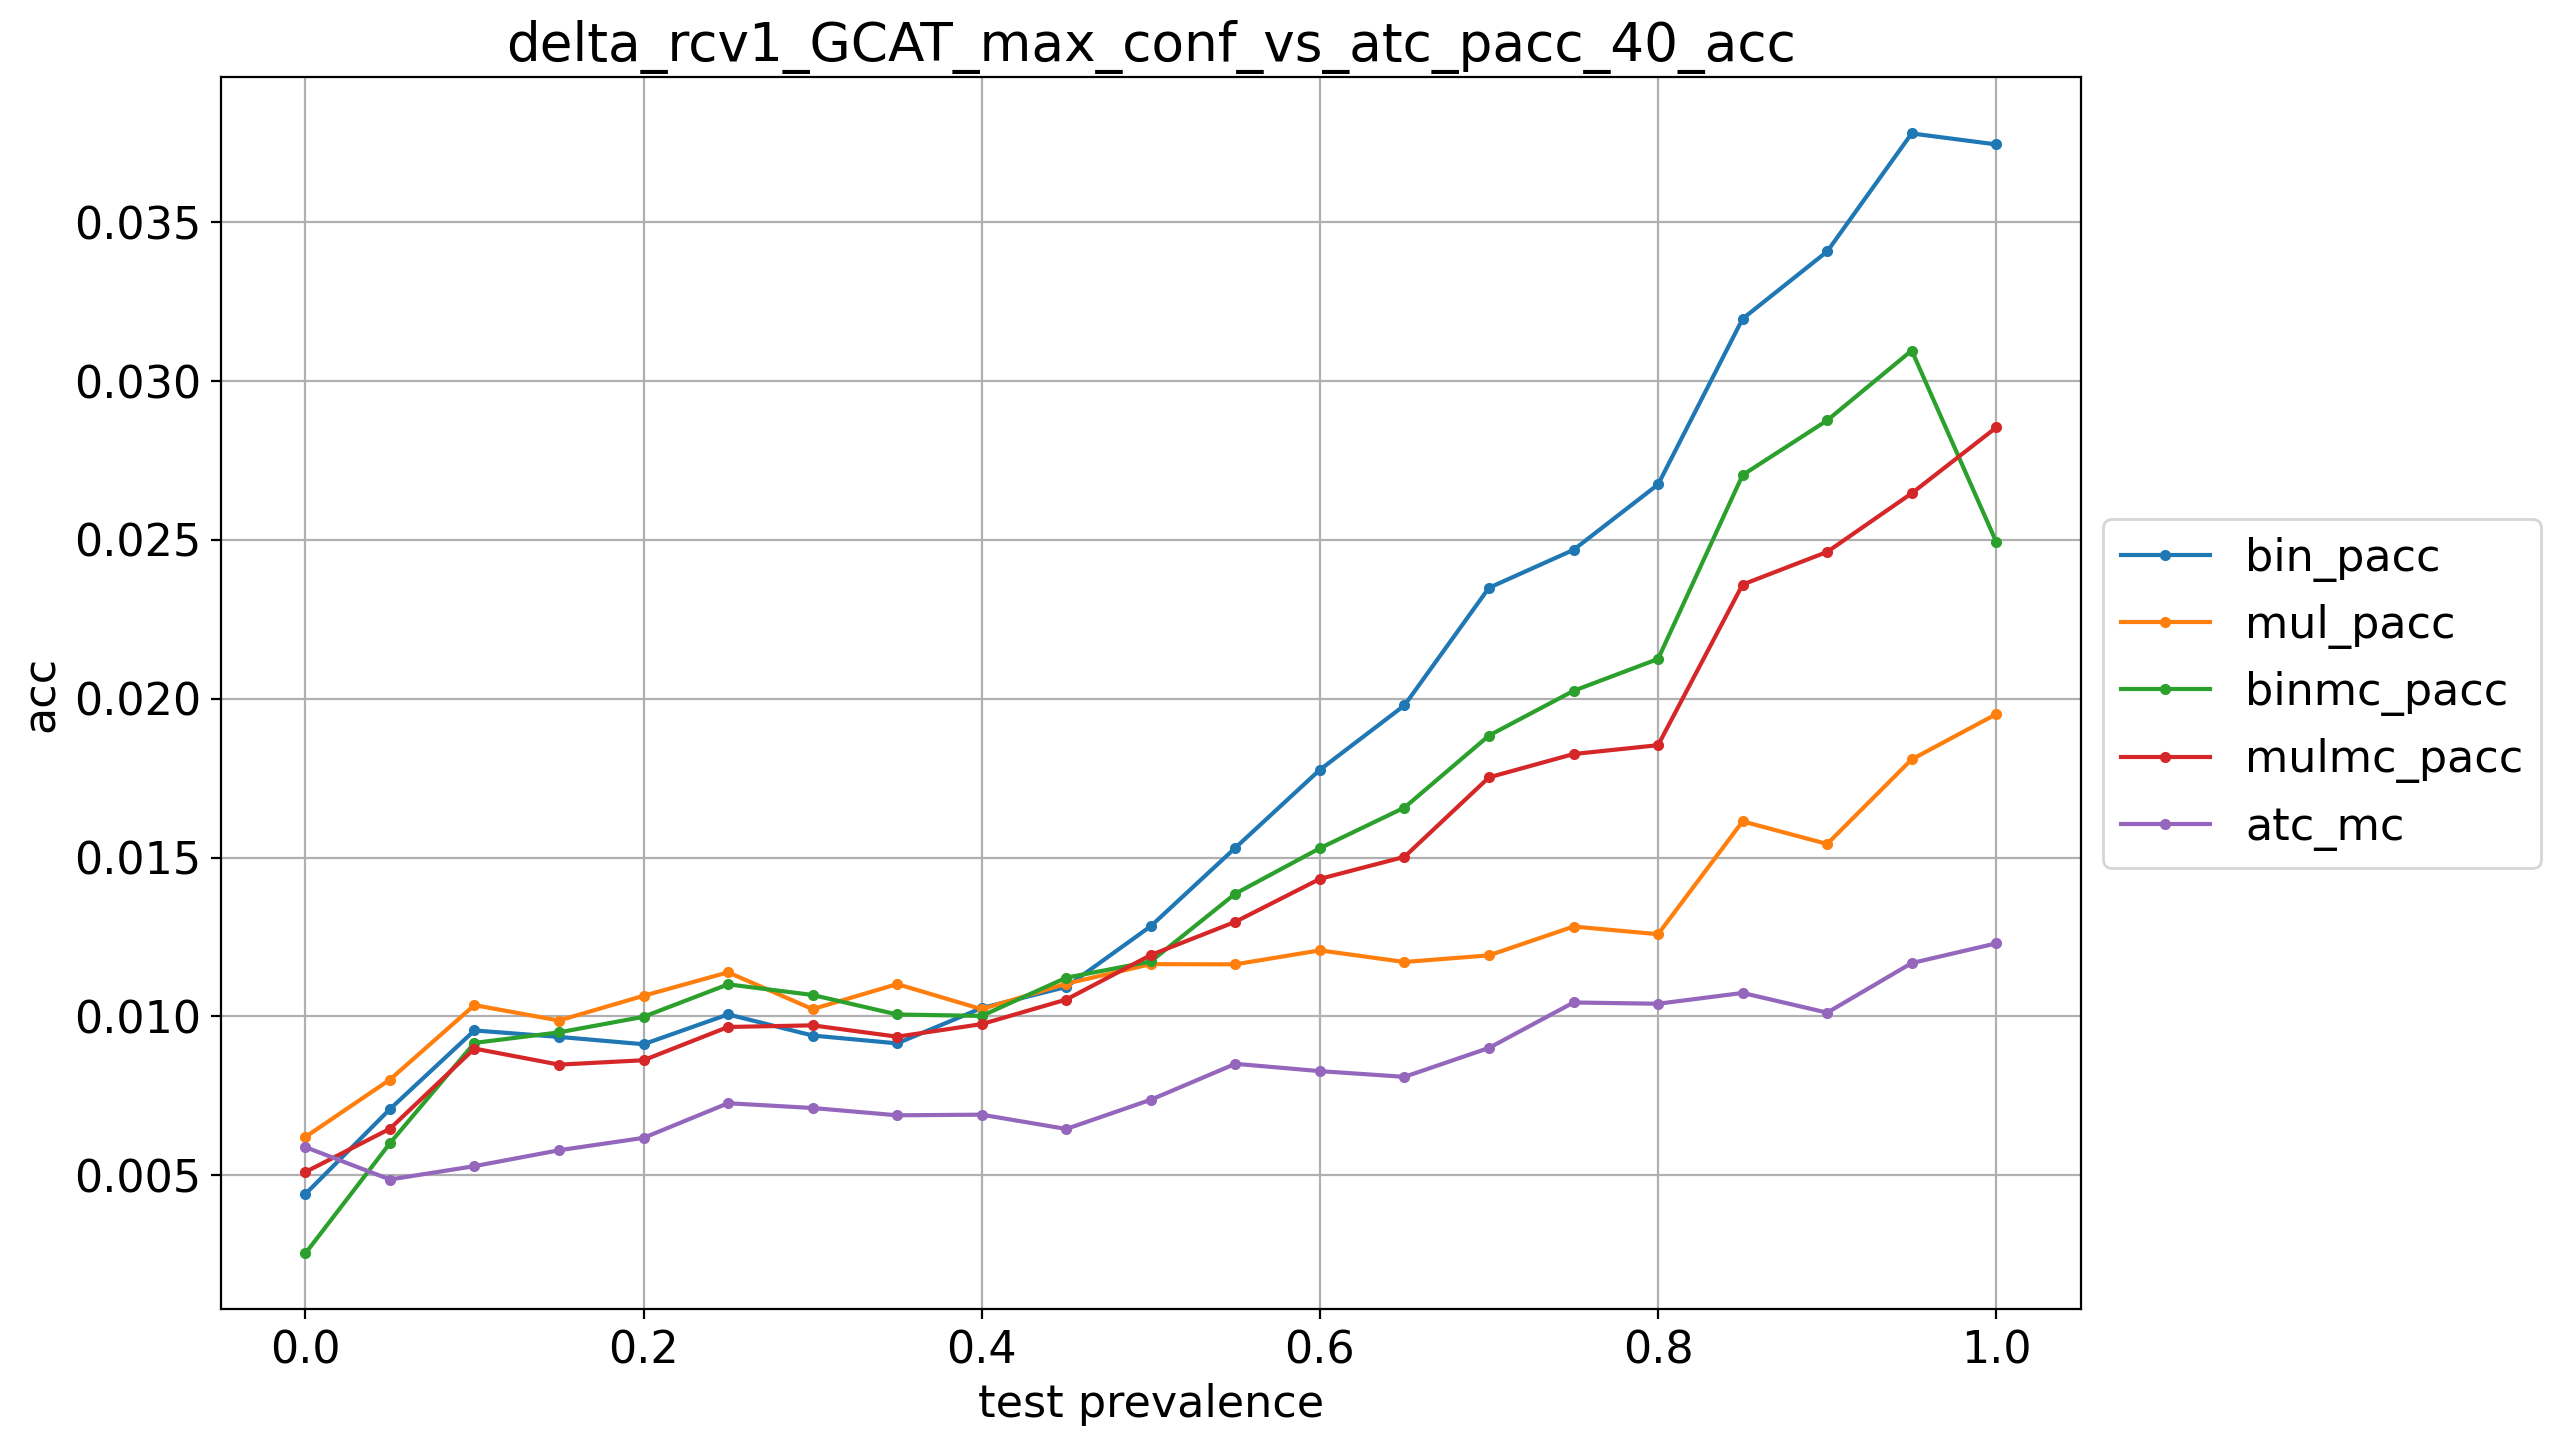 delta_rcv1_GCAT_max_conf_vs_atc_pacc_40_acc
acc
0.035
0.030
0.025
0.020
0.015
0.010
0.005
0.0 0.2 0.4 0.6 0.8 1.0
test prevalence
bin_pacc
mul_pacc
binmc_pacc
mulmc_pacc
atc_mc